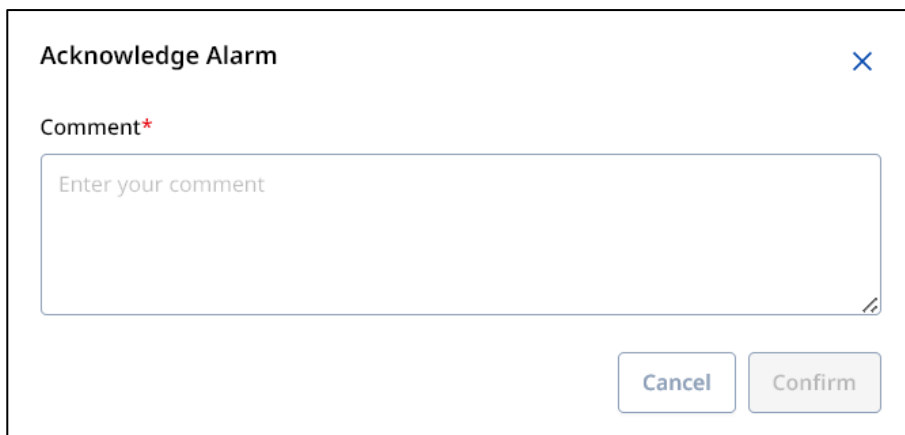 Acknowledge Alarm
Comment*
Enter your comment
Cancel
Confirm